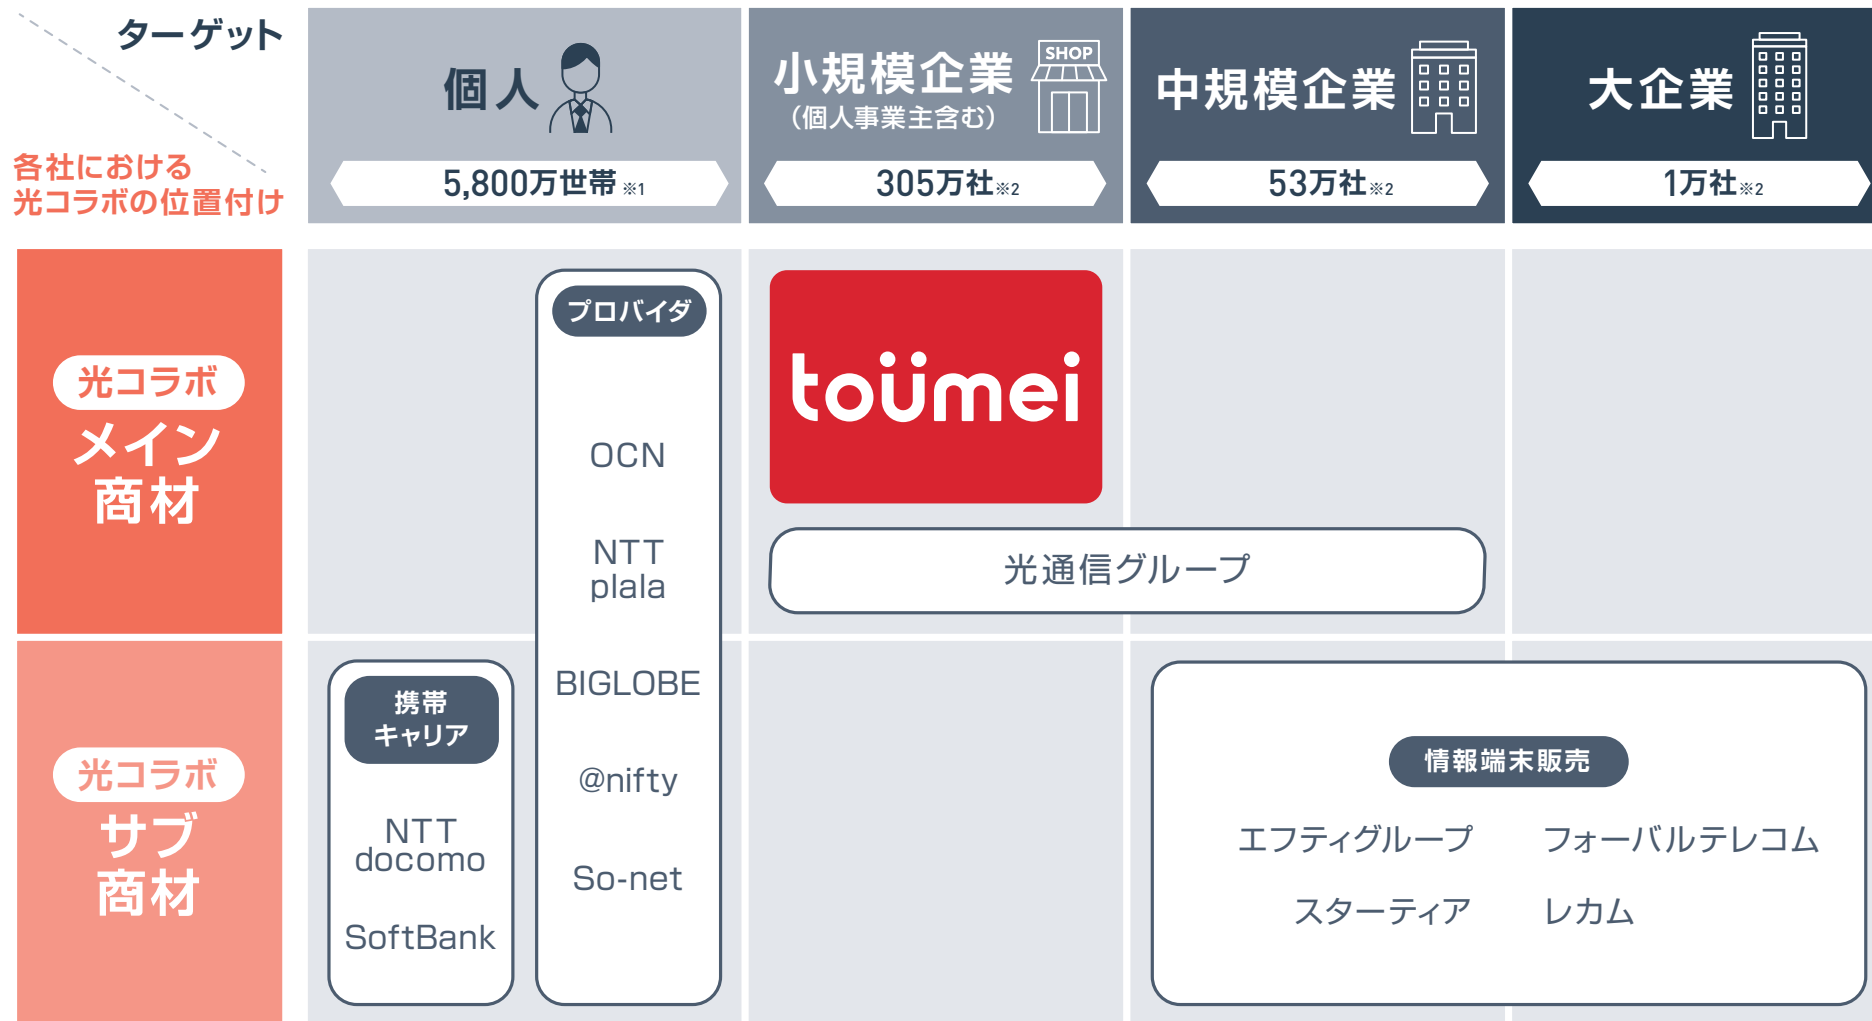 ターゲット
各社における
光コラボの位置付け
個人
5,800万世帯※1
SHOP
小規模企業
（個人事業主含む）
305万社※2
中規模企業
53万社※2
大企業
1万社※2
光コラボ
メイン
商材
プロバイダ
OCN
NTT
plala
BIGLOBE
@nifty
So-net
toümei
光通信グループ
光コラボ
サブ
商材
携帯
キャリア
NTT
docomo
SoftBank
情報端末販売
エフティグループ
フォーバルテレコム
スターティア
レカム